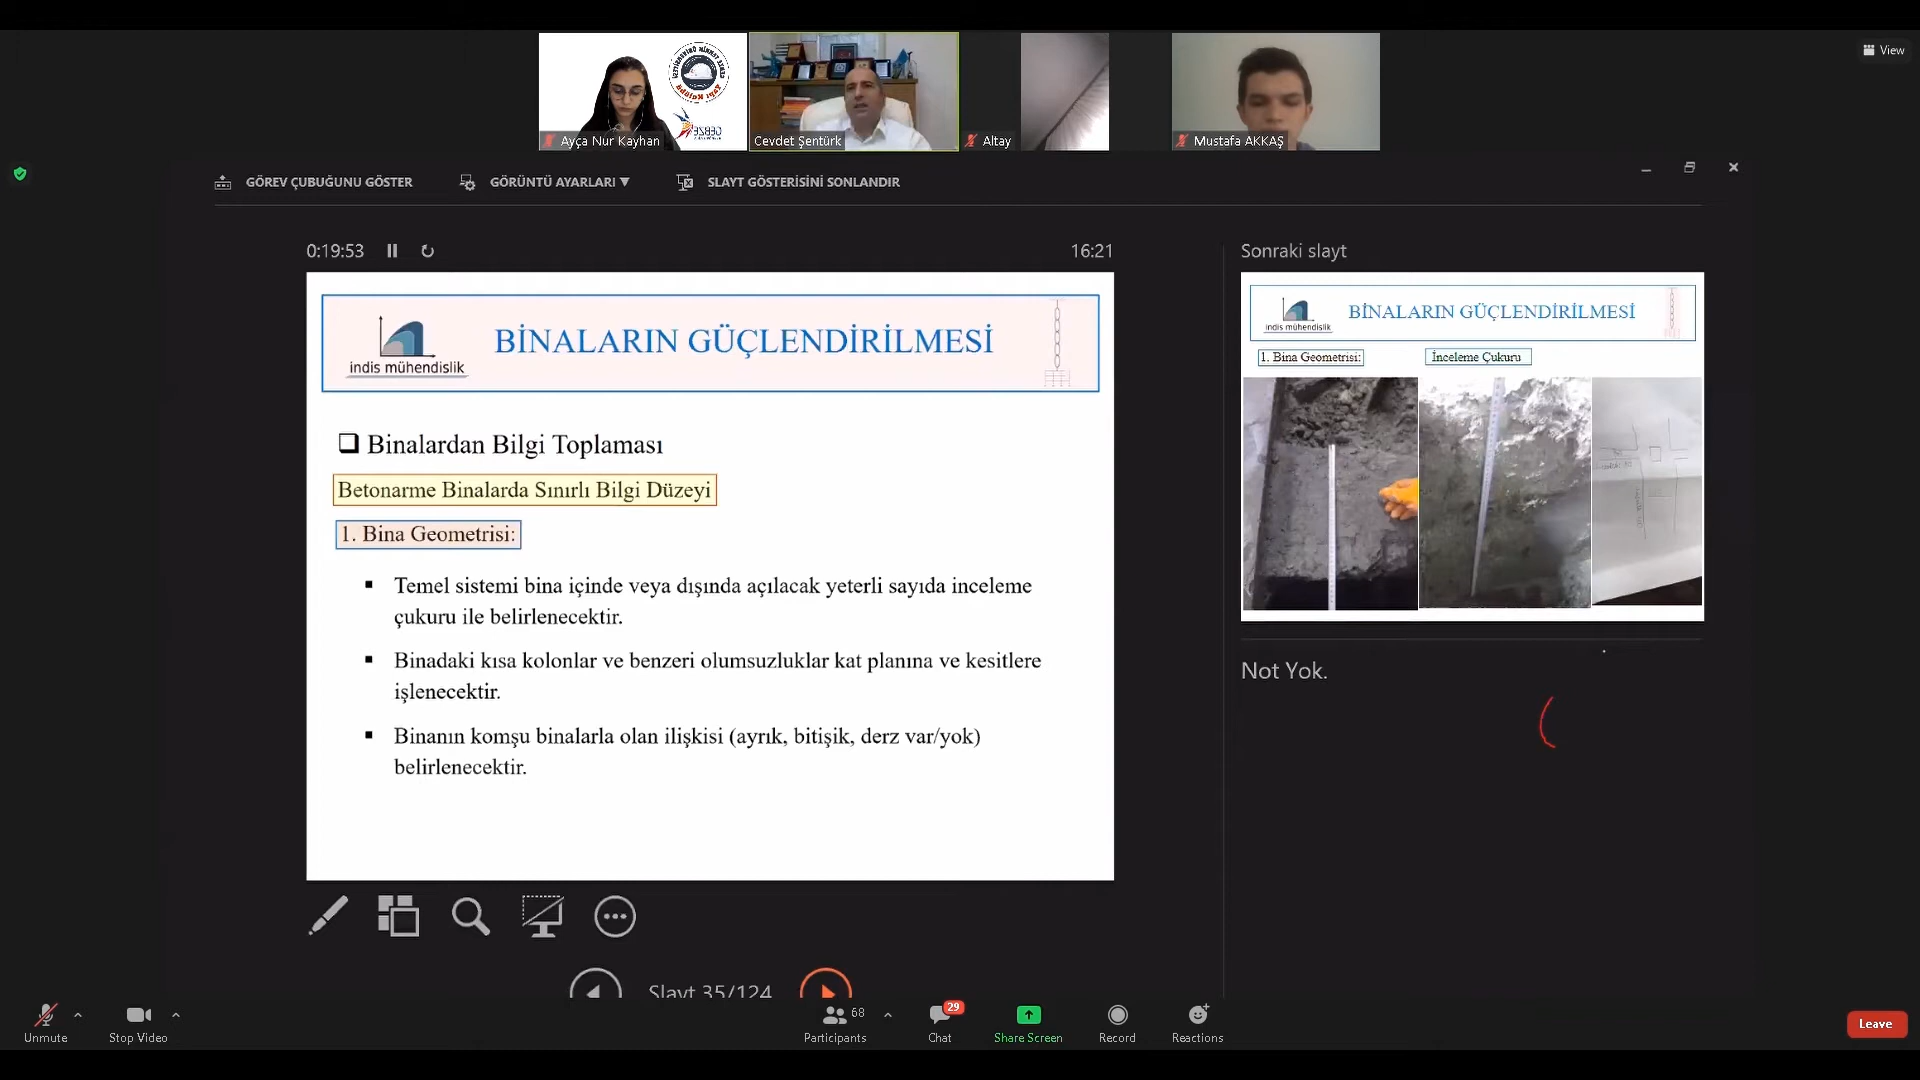 View
Ayça Nur Kayhan
Cevdet Şentürk
Altay
Mustafa AKKAŞ
GÖREV ÇUBUĞUNU GÖSTER
GÖRÜNTÜ AYARLARI ▼
SLAYT GÖSTERİSİNİ SONLANDIR
0:19:53
16:21
indis mühendislik
BİNALARIN GÜÇLENDİRİLMESİ
❑ Binalardan Bilgi Toplaması
Betonarme Binalarda Sınırlı Bilgi Düzeyi
1. Bina Geometrisi:
▪ Temel sistemi bina içinde veya dışında açılacak yeterli sayıda inceleme
çukuru ile belirlenecektir.
▪ Binadaki kısa kolonlar ve benzeri olumsuzluklar kat planına ve kesitlere
işlenecektir.
▪ Binanın komşu binalarla olan ilişkisi (ayrık, bitişik, derz var/yok)
belirlenecektir.
Sonraki slayt
indis mühendislik
BİNALARIN GÜÇLENDİRİLMESİ
1. Bina Geometrisi:
İnceleme Çukuru
Not Yok.
Slayt 35/124
Unmute
Stop Video
68
Participants
29
Chat
Share Screen
Record
Reactions
Leave